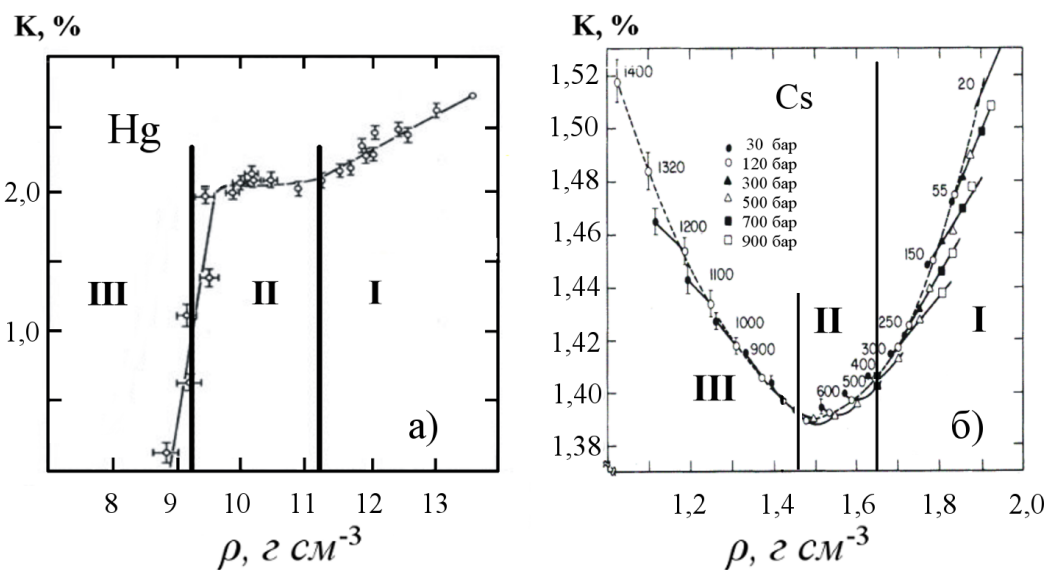 K, %
Hg
2,0
1,0
III
II
I
а)
8 9 10 11 12 13
ρ, г см-3
K, %
Cs
1,52
1,50
1,48
1,46
1,44
1,42
1,40
1,38
30 бар
120 бар
300 бар
500 бар
700 бар
900 бар
1400
1320
1200
1100
1000
900
600
500
400
300
250
150
55
20
III
II
I
б)
1,2 1,4 1,6 1,8 2,0
ρ, г см-3